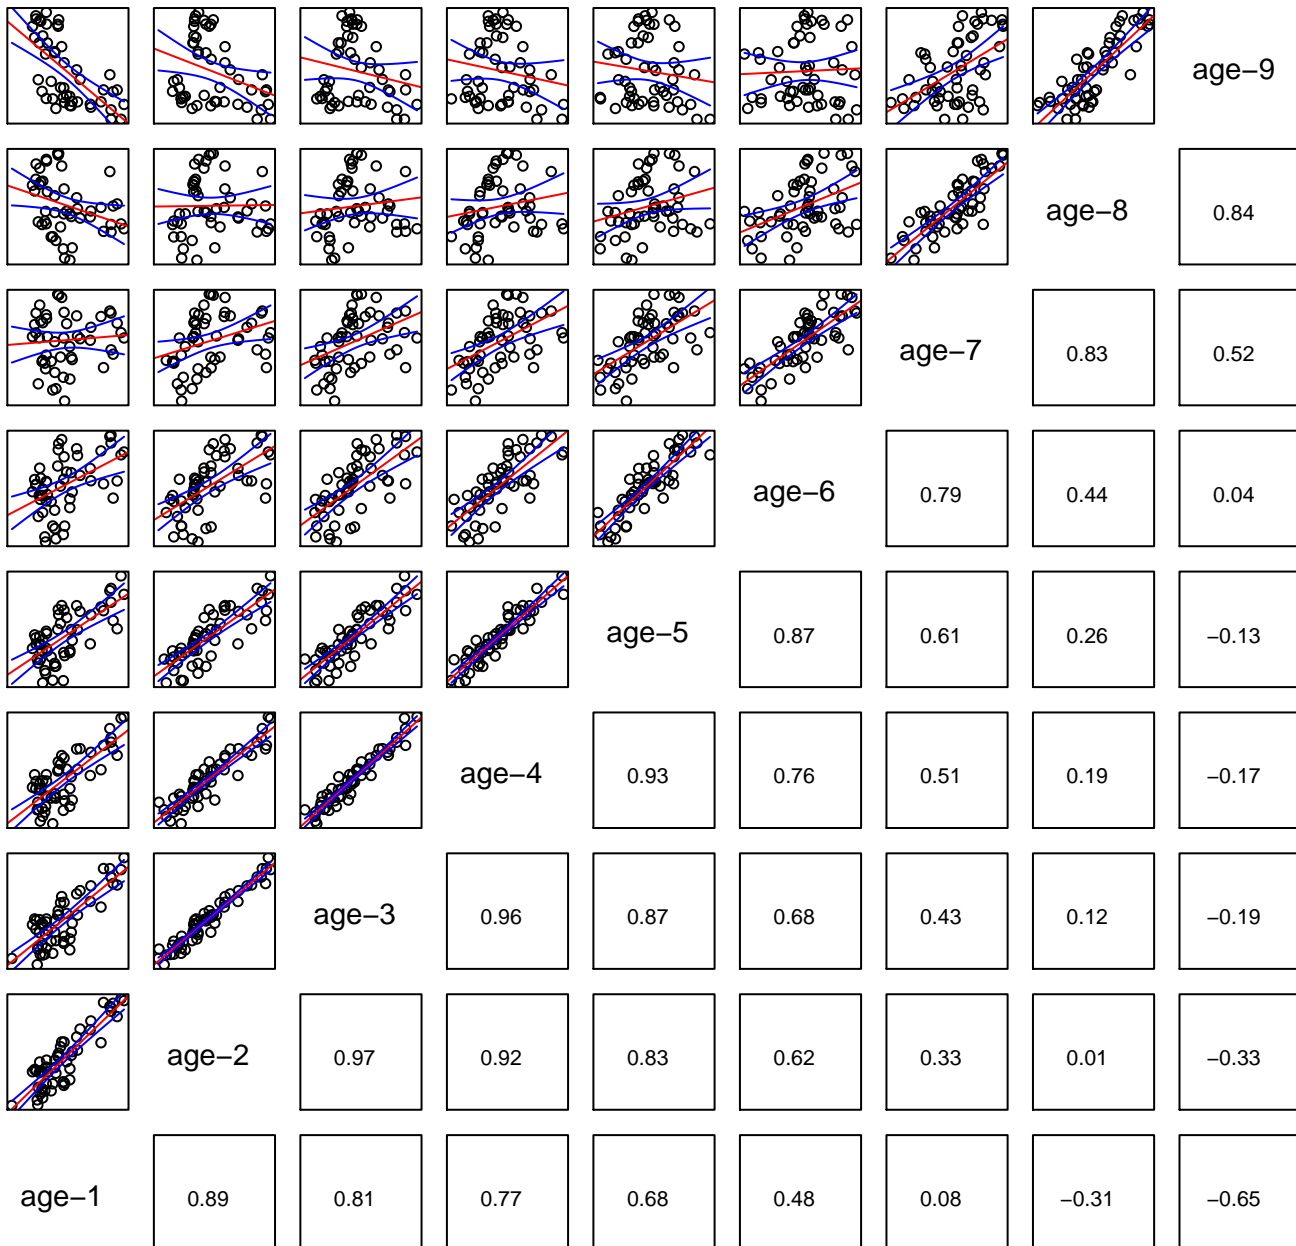 age−9
age−8 0.84
age−7 0.83 0.52
age−6 0.79 0.44 0.04
age−5 0.87 0.61 0.26 −0.13
age−4 0.93 0.76 0.51 0.19 −0.17
age−3 0.96 0.87 0.68 0.43 0.12 −0.19
age−2 0.97 0.92 0.83 0.62 0.33 0.01 −0.33
age−1 0.89 0.81 0.77 0.68 0.48 0.08 −0.31 −0.65